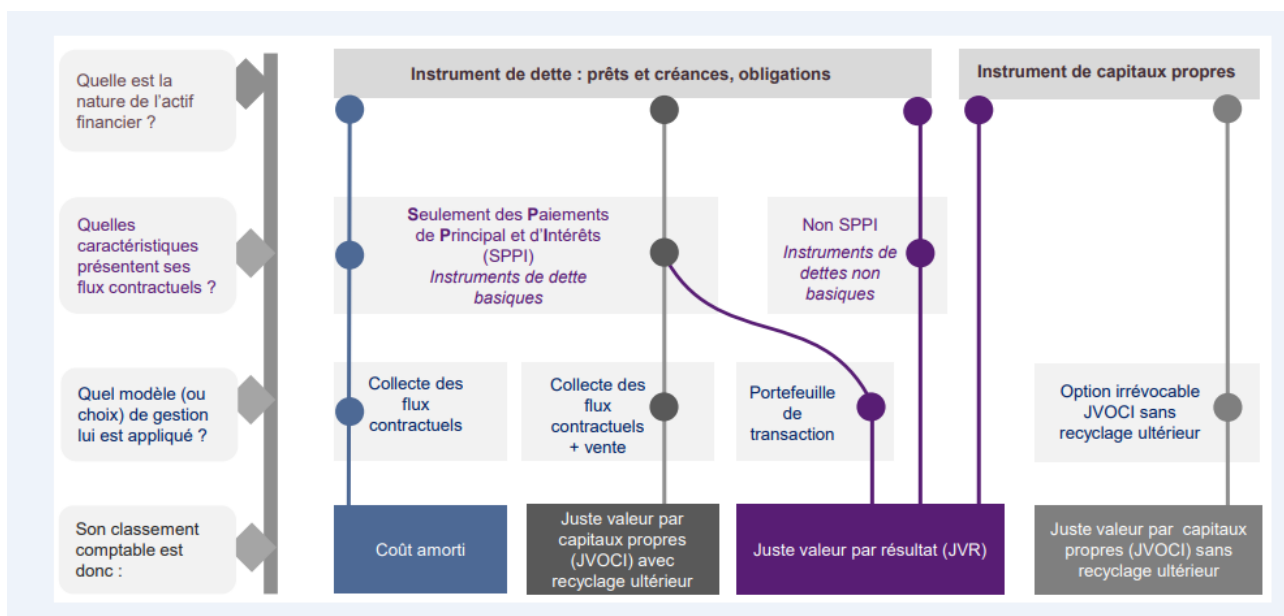 Quelle est la
nature de l'actif
financier ?
Instrument de dette : prêts et créances, obligations
Instrument de capitaux propres
Quelles
caractéristiques
présentent ses
flux contractuels ?
Seulement des Paiements
de Principal et d'Intérêts
(SPPI)
Instruments de dette
basiques
Non SPPI
Instruments de
dettes non
basiques
Quel modèle (ou
choix) de gestion
lui est appliqué ?
Collecte des
flux
contractuels
Collecte des
flux
contractuels
+ vente
Portefeuille
de
transaction
Option irrévocable
JVOCI sans
recyclage ultérieur
Son classement
comptable est
donc :
Coût amorti
Juste valeur par
capitaux propres
(JVOCI) avec
recyclage ultérieur
Juste valeur par résultat (JVR)
Juste valeur par capitaux
propres (JVOCI) sans
recyclage ultérieur